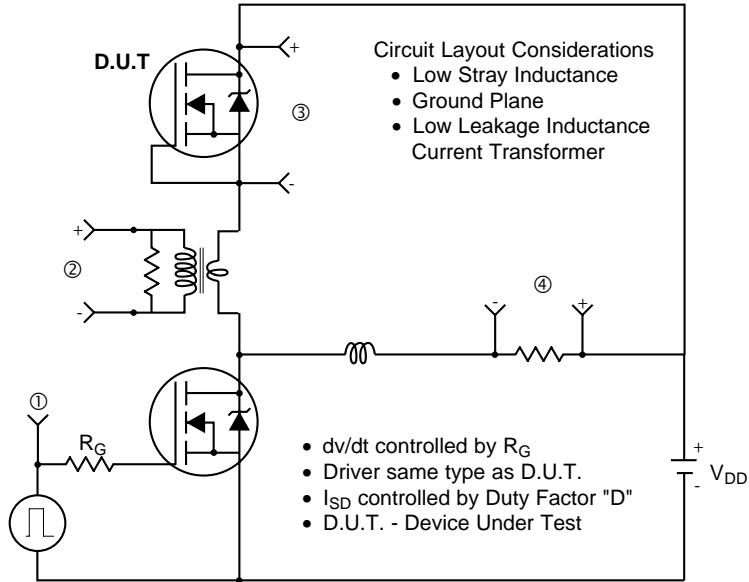 D.U.T
+
Circuit Layout Considerations
• Low Stray Inductance
• Ground Plane
• Low Leakage Inductance
Current Transformer
③
-
+
②
-
④
- +
①
R_G
• dv/dt controlled by R_G
• Driver same type as D.U.T.
• I_SD controlled by Duty Factor "D"
• D.U.T. - Device Under Test
+
V_DD
-